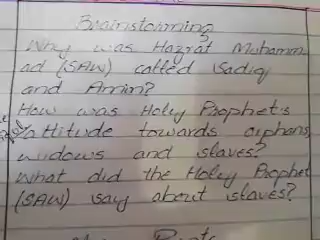 Brainstorming
Why was Hazrat Muhamm
ad (SAW) called Sadiq
and Amin?
How was Holy Prophet's
attitude towards orphans,
widows and slaves?
What did the Holey Prophet
(SAW) say about slaves?